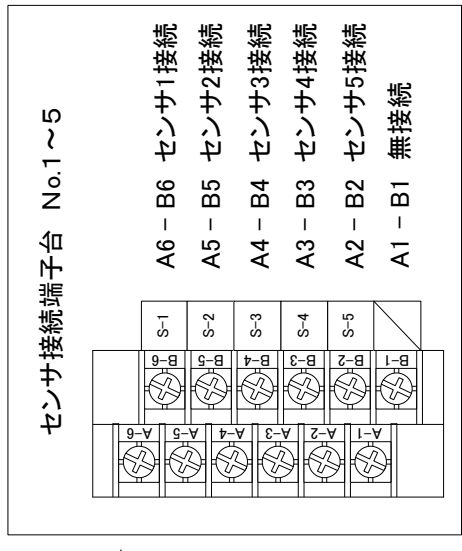 センサ接続端子台 No.1～5
A6 - B6 センサ1接続
A5 - B5 センサ2接続
A4 - B4 センサ3接続
A3 - B3 センサ4接続
A2 - B2 センサ5接続
A1 - B1 無接続
S-1
S-2
S-3
S-4
S-5
B-6
B-5
B-4
B-3
B-2
B-1
A-6
A-5
A-4
A-3
A-2
A-1